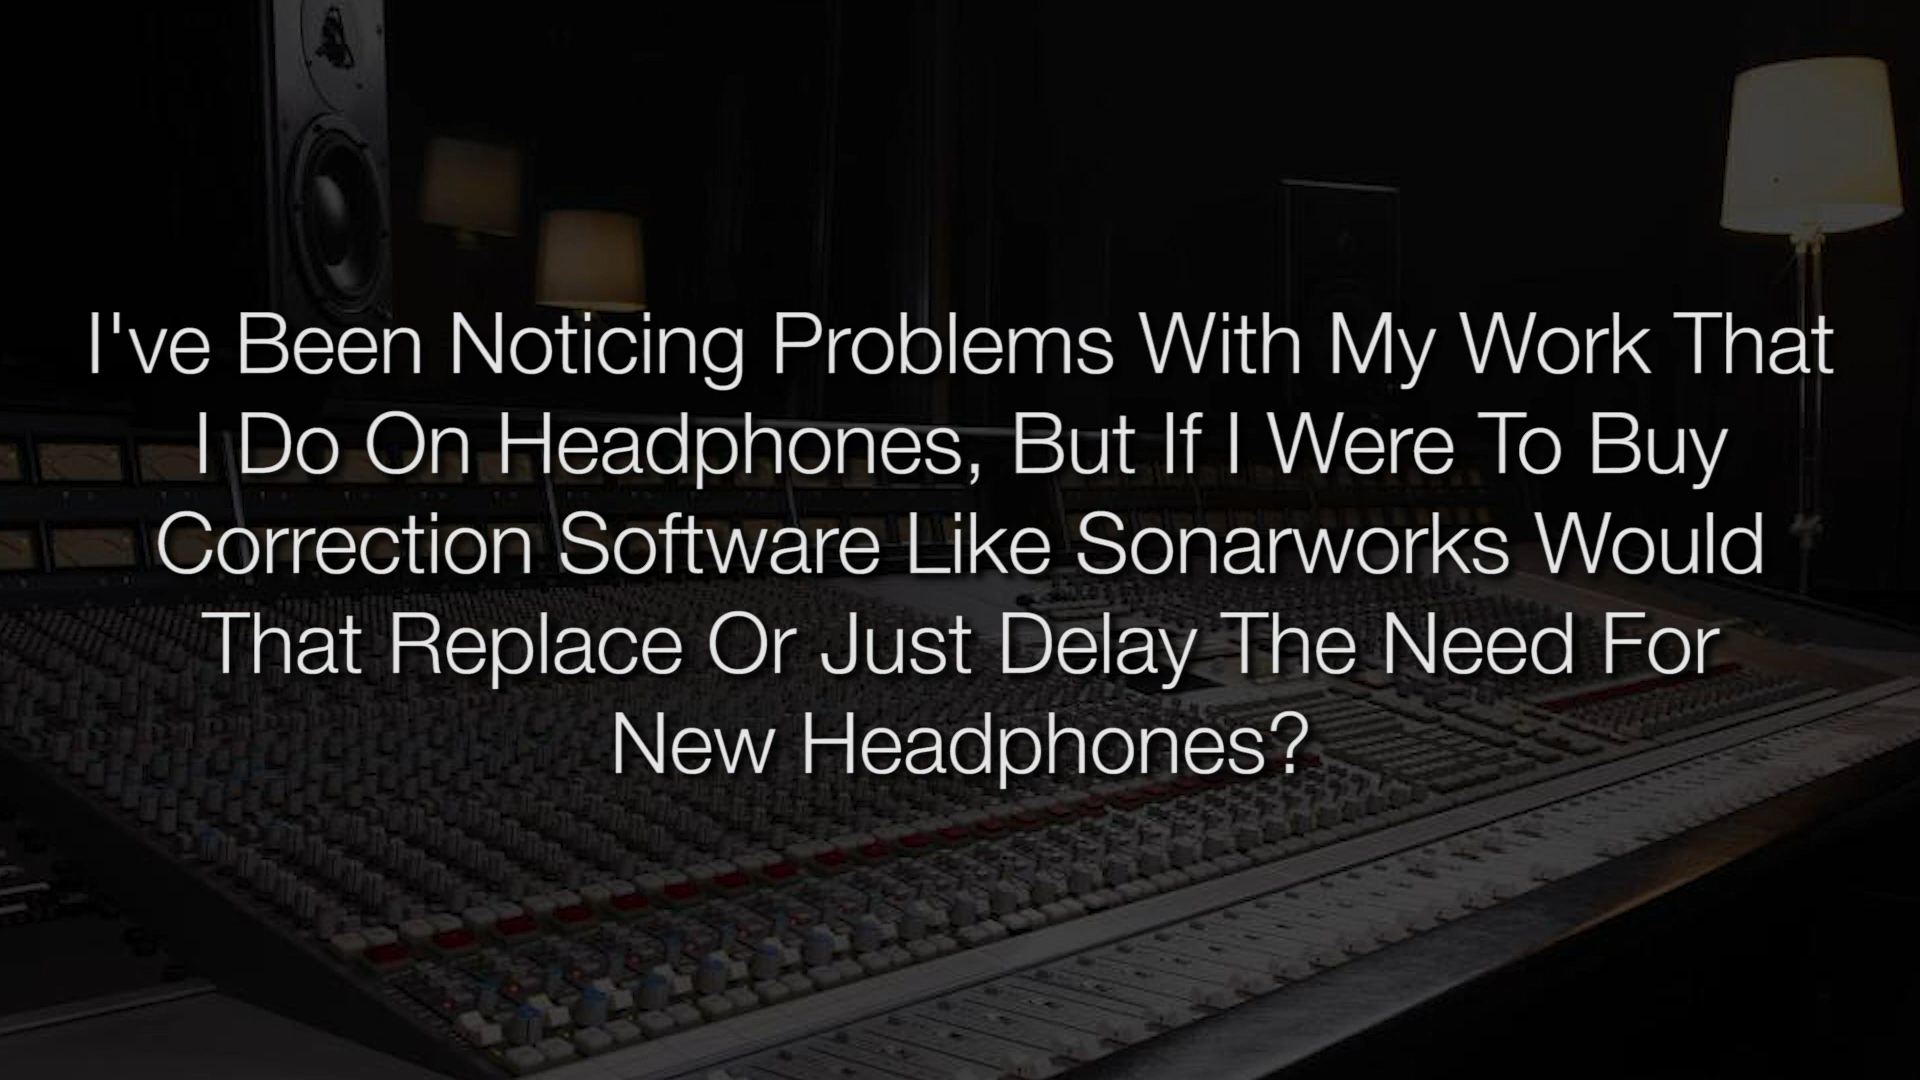 I've Been Noticing Problems With My Work That
I Do On Headphones, But If I Were To Buy
Correction Software Like Sonarworks Would
That Replace Or Just Delay The Need For
New Headphones?